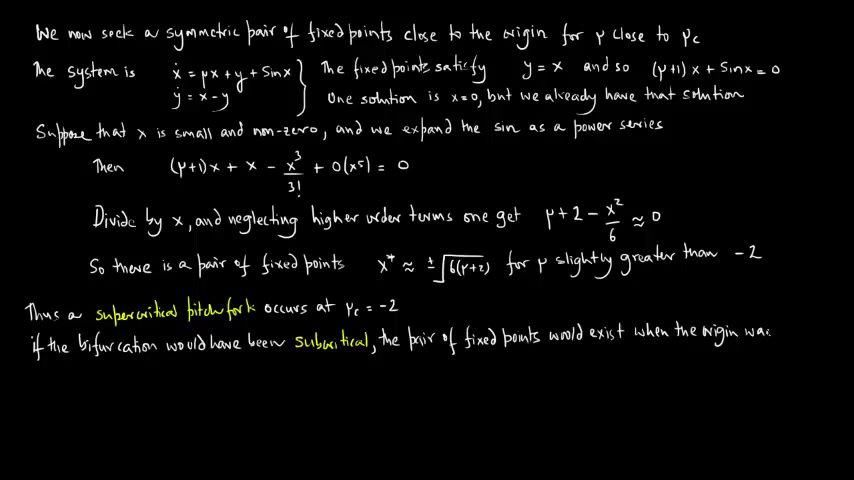 We now seek a symmetric pair of fixed points close to the origin for μ close to μc
The system is ẋ = μx + y + Sinx } The fixed points satisfy y = x and so (μ+1)x + Sinx = 0
ẏ = x - y One solution is x=0, but we already have that solution
Suppose that x is small and non-zero, and we expand the sin as a power series
Then (μ+1)x + x - x³/3! + O(x⁵) = 0
Divide by x, and neglecting higher order terms one get μ + 2 - x²/6 ≈ 0
So there is a pair of fixed points x* ≈ ±√6(μ+2) for μ slightly greater than -2
Thus a supercritical pitchfork occurs at μc = -2
if the bifurcation would have been subcritical, the pair of fixed points would exist when the origin was